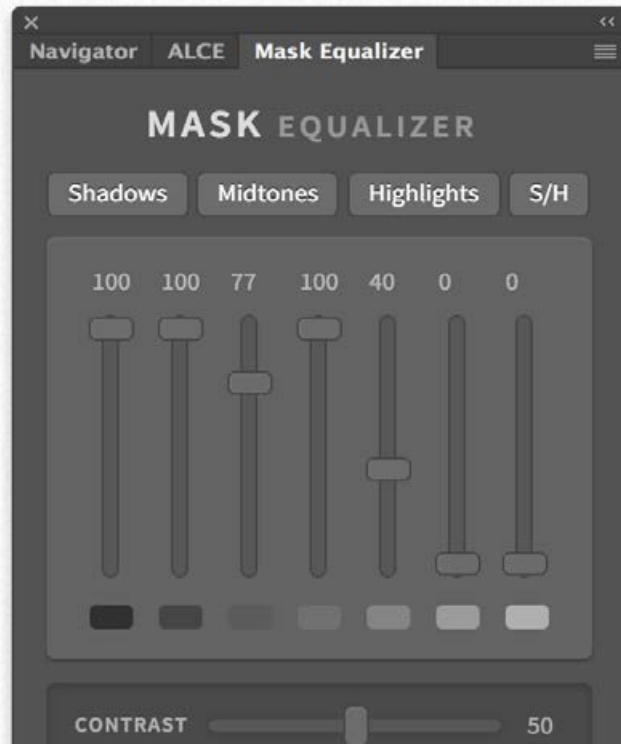 Navigator ALCE Mask Equalizer
MASK EQUALIZER
Shadows Midtones Highlights S/H
100 100 77 100 40 0 0
CONTRAST 50